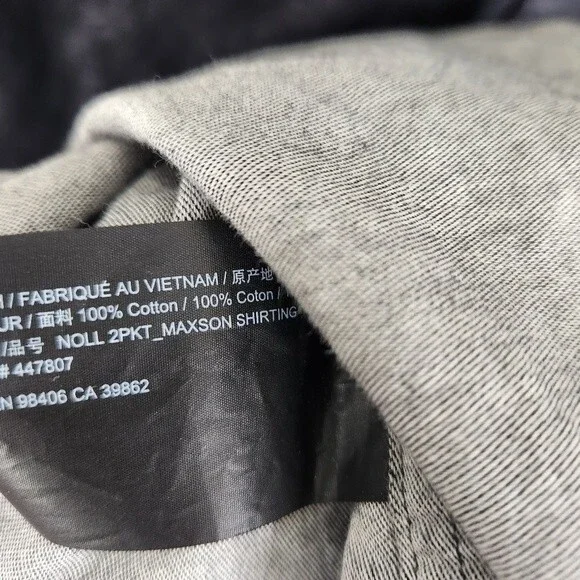 / FABRIQUÉ AU VIETNAM / 原产地
UR / 面料 100% Cotton / 100% Coton /
/品号 NOLL 2PKT_MAXSON SHIRTING
# 447807
N 98406 CA 39862